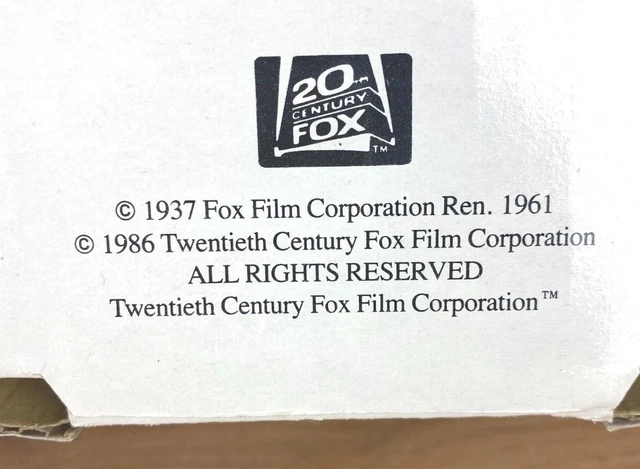 20TH
CENTURY
FOX
TM
© 1937 Fox Film Corporation Ren. 1961
© 1986 Twentieth Century Fox Film Corporation
ALL RIGHTS RESERVED
Twentieth Century Fox Film Corporation™